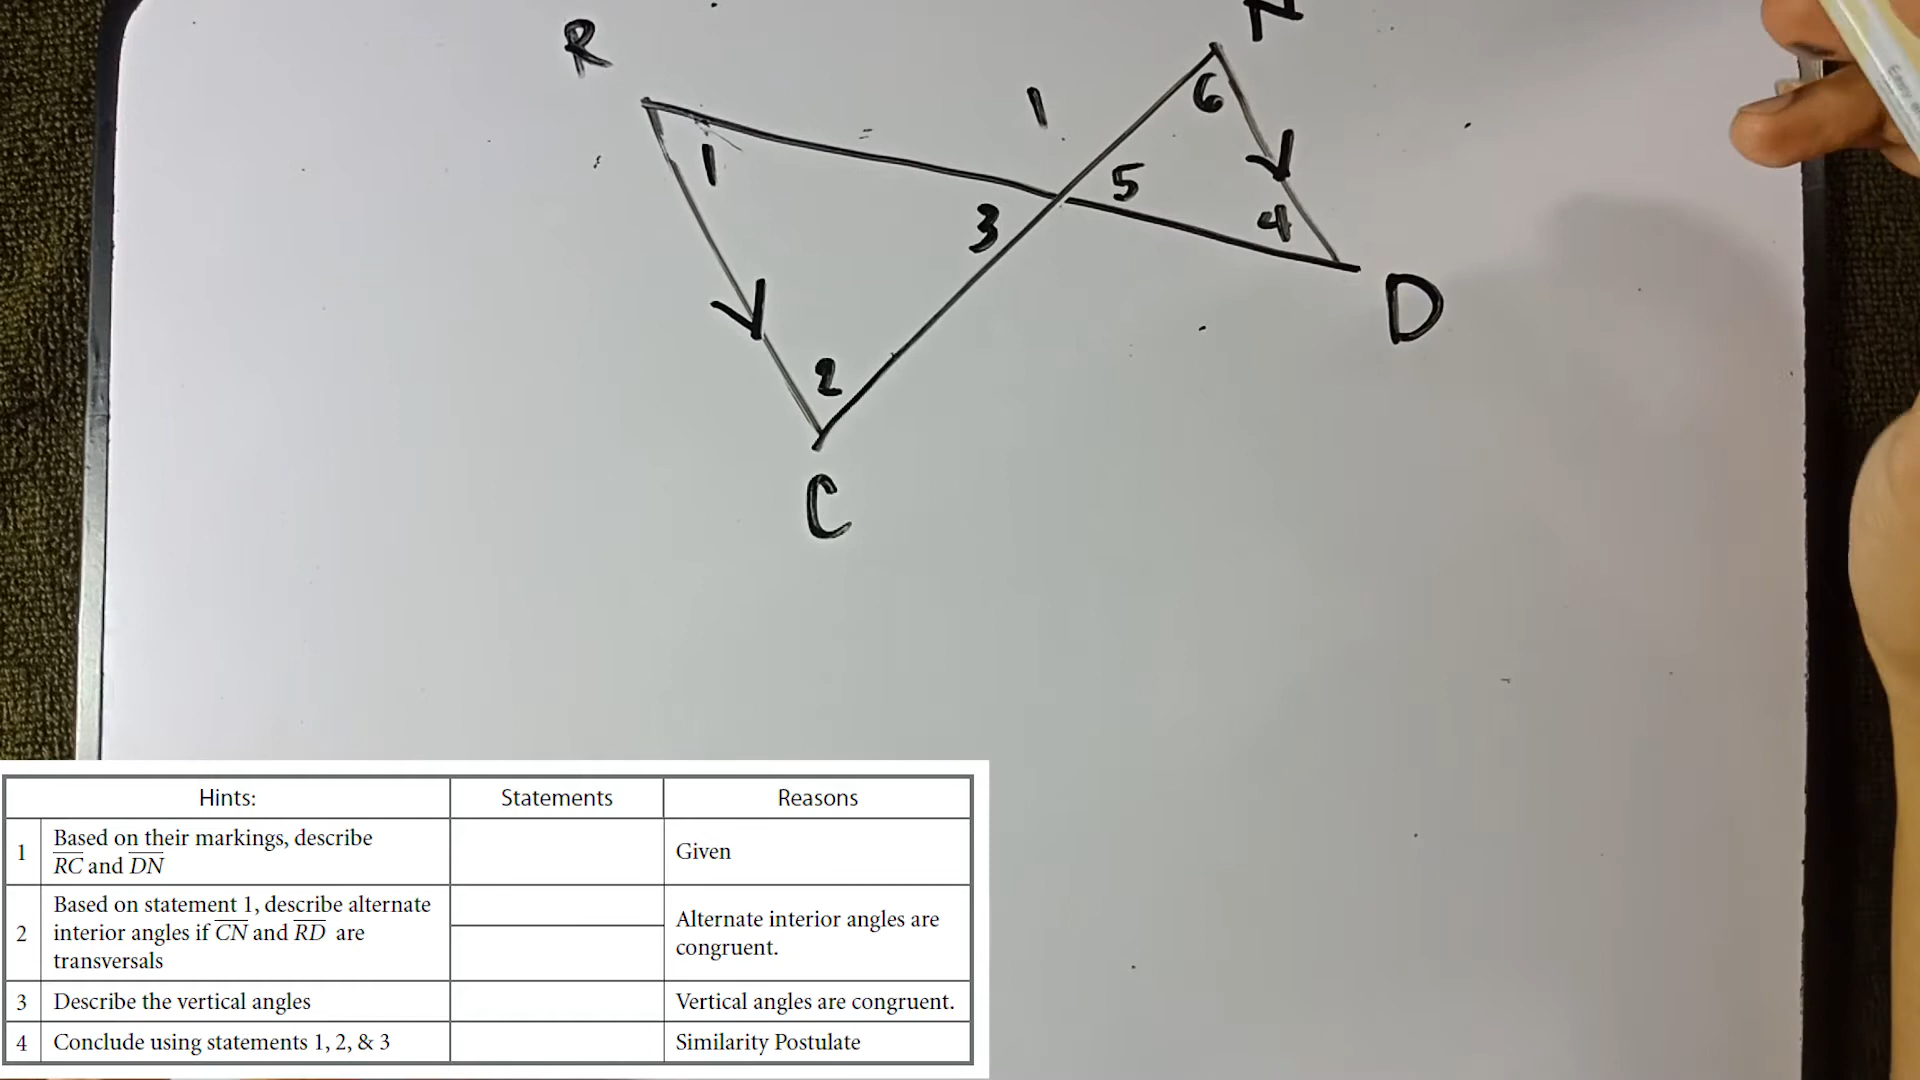 R
N
1
6
1
5
4
3
D
2
C
Hints:
Statements
Reasons
1
Based on their markings, describe
RC and DN
Given
2
Based on statement 1, describe alternate
interior angles if CN and RD are
transversals
Alternate interior angles are
congruent.
3
Describe the vertical angles
Vertical angles are congruent.
4
Conclude using statements 1, 2, & 3
Similarity Postulate